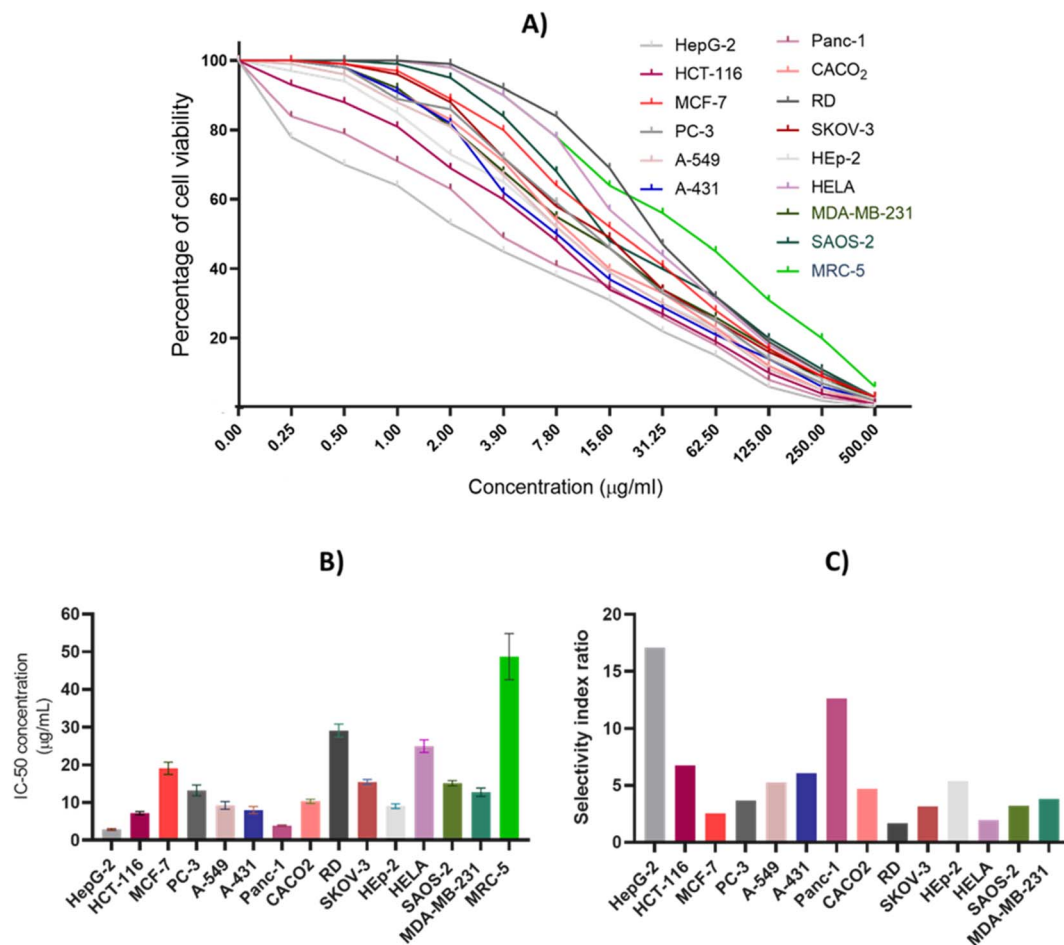 A)
Percentage of cell viability
100
80
60
40
20
0.00
0.25
0.50
1.00
2.00
3.90
7.80
15.60
31.25
62.50
125.00
250.00
500.00
Concentration (μg/ml)
HepG-2
HCT-116
MCF-7
PC-3
A-549
A-431
Panc-1
CACO₂
RD
SKOV-3
HEp-2
HELA
MDA-MB-231
SAOS-2
MRC-5
B)
IC-50 concentration
(μg/mL)
60
50
40
30
20
10
0
HepG-2
HCT-116
MCF-7
PC-3
A-549
A-431
Panc-1
CACO2
RD
SKOV-3
HEp-2
HELA
SAOS-2
MDA-MB-231
MRC-5
C)
Selectivity index ratio
20
15
10
5
0
HepG-2
HCT-116
MCF-7
PC-3
A-549
A-431
Panc-1
CACO2
RD
SKOV-3
HEp-2
HELA
SAOS-2
MDA-MB-231